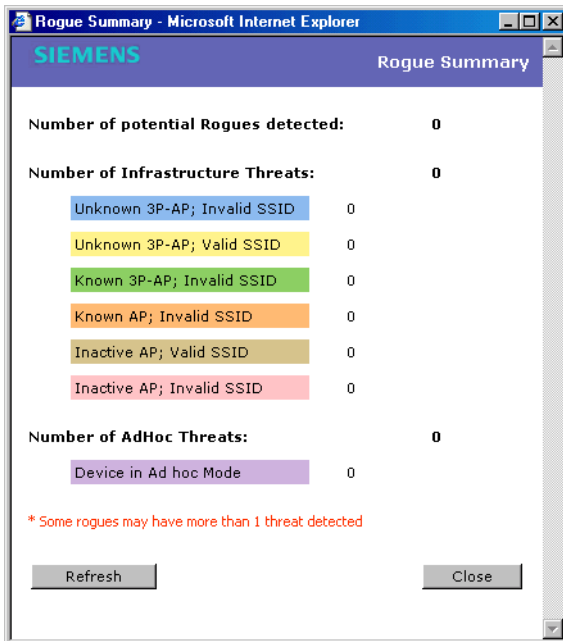 Rogue Summary - Microsoft Internet Explorer
SIEMENS
Rogue Summary
Number of potential Rogues detected: 0
Number of Infrastructure Threats: 0
Unknown 3P-AP; Invalid SSID 0
Unknown 3P-AP; Valid SSID 0
Known 3P-AP; Invalid SSID 0
Known AP; Invalid SSID 0
Inactive AP; Valid SSID 0
Inactive AP; Invalid SSID 0
Number of AdHoc Threats: 0
Device in Ad hoc Mode 0
* Some rogues may have more than 1 threat detected
Refresh Close